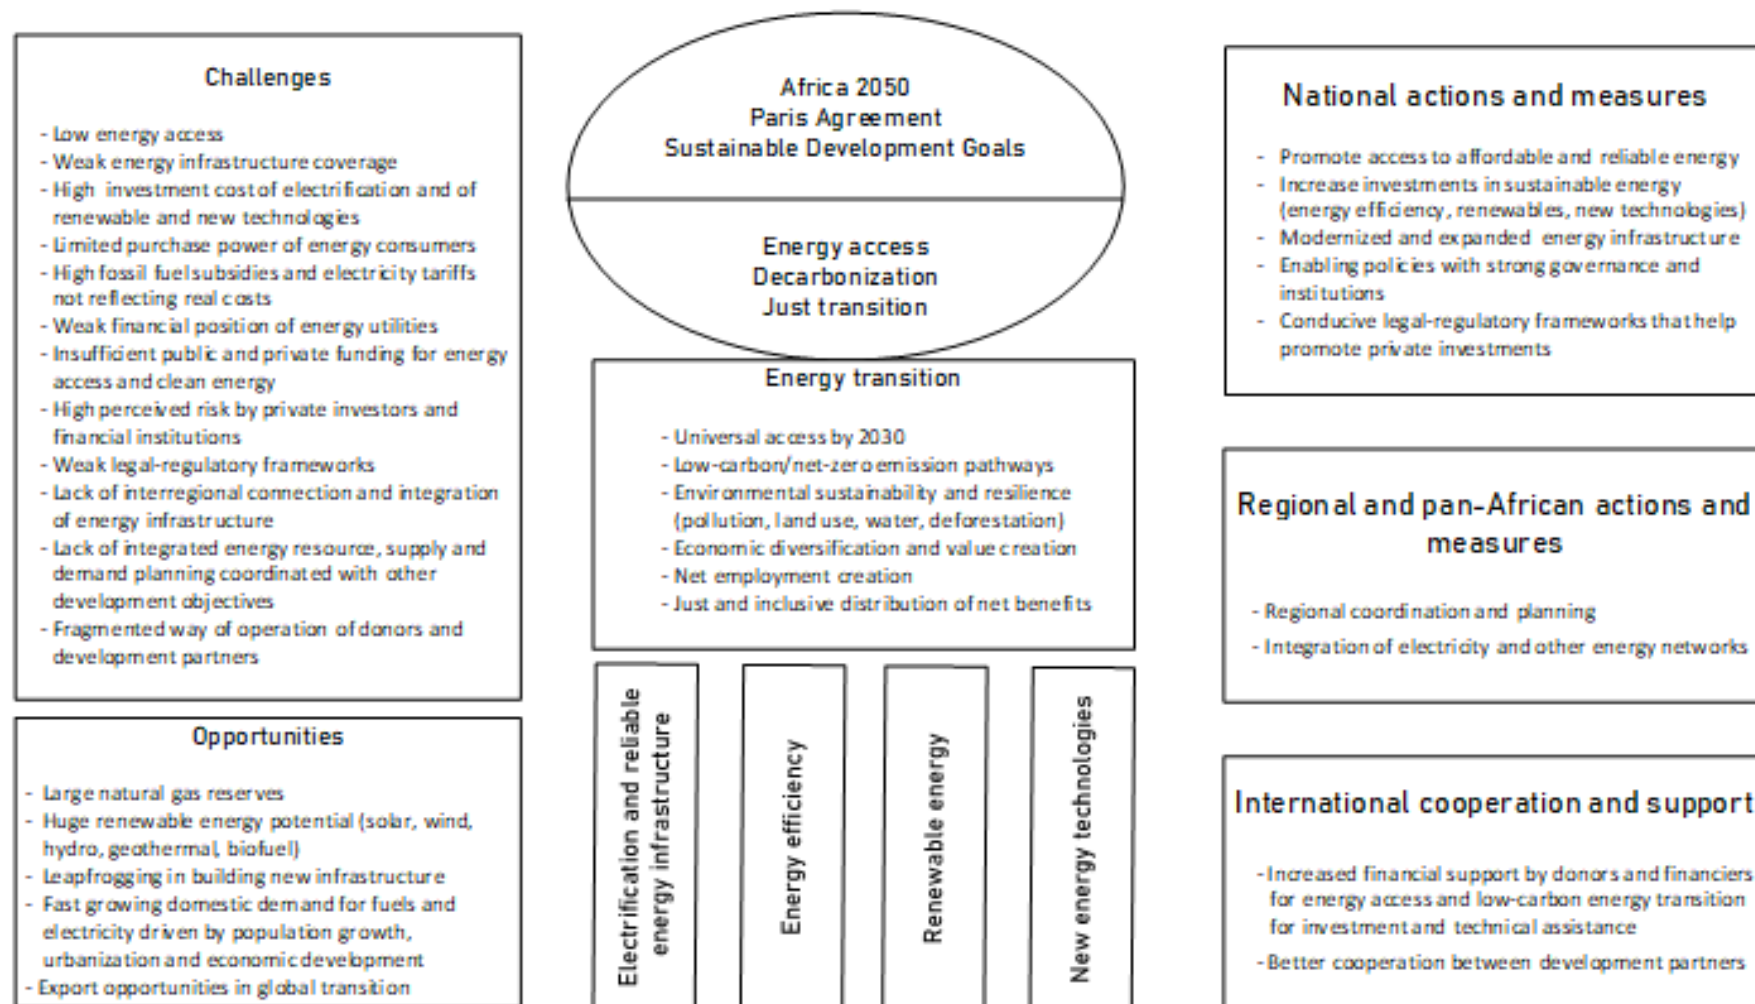 Challenges
- Low energy access
- Weak energy infrastructure coverage
- High investment cost of electrification and of
renewable and new technologies
- Limited purchase power of energy consumers
- High fossil fuel subsidies and electricity tariffs
not reflecting real costs
- Weak financial position of energy utilities
- Insufficient public and private funding for energy
access and clean energy
- High perceived risk by private investors and
financial institutions
- Weak legal-regulatory frameworks
- Lack of interregional connection and integration
of energy infrastructure
- Lack of integrated energy resource, supply and
demand planning coordinated with other
development objectives
- Fragmented way of operation of donors and
development partners
Opportunities
- Large natural gas reserves
- Huge renewable energy potential (solar, wind,
hydro, geothermal, biofuel)
- Leapfrogging in building new infrastructure
- Fast growing domestic demand for fuels and
electricity driven by population growth,
urbanization and economic development
- Export opportunities in global transition
Africa 2050
Paris Agreement
Sustainable Development Goals
Energy access
Decarbonization
Just transition
Energy transition
- Universal access by 2030
- Low-carbon/net-zero emission pathways
- Environmental sustainability and resilience
(pollution, land use, water, deforestation)
- Economic diversification and value creation
- Net employment creation
- Just and inclusive distribution of net benefits
Electrification and reliable
energy infrastructure
Energy efficiency
Renewable energy
New energy technologies
National actions and measures
- Promote access to affordable and reliable energy
- Increase investments in sustainable energy
(energy efficiency, renewables, new technologies)
- Modernized and expanded energy infrastructure
- Enabling policies with strong governance and
institutions
- Conducive legal-regulatory frameworks that help
promote private investments
Regional and pan-African actions and
measures
- Regional coordination and planning
- Integration of electricity and other energy networks
International cooperation and support
- Increased financial support by donors and financiers
for energy access and low-carbon energy transition
for investment and technical assistance
- Better cooperation between development partners